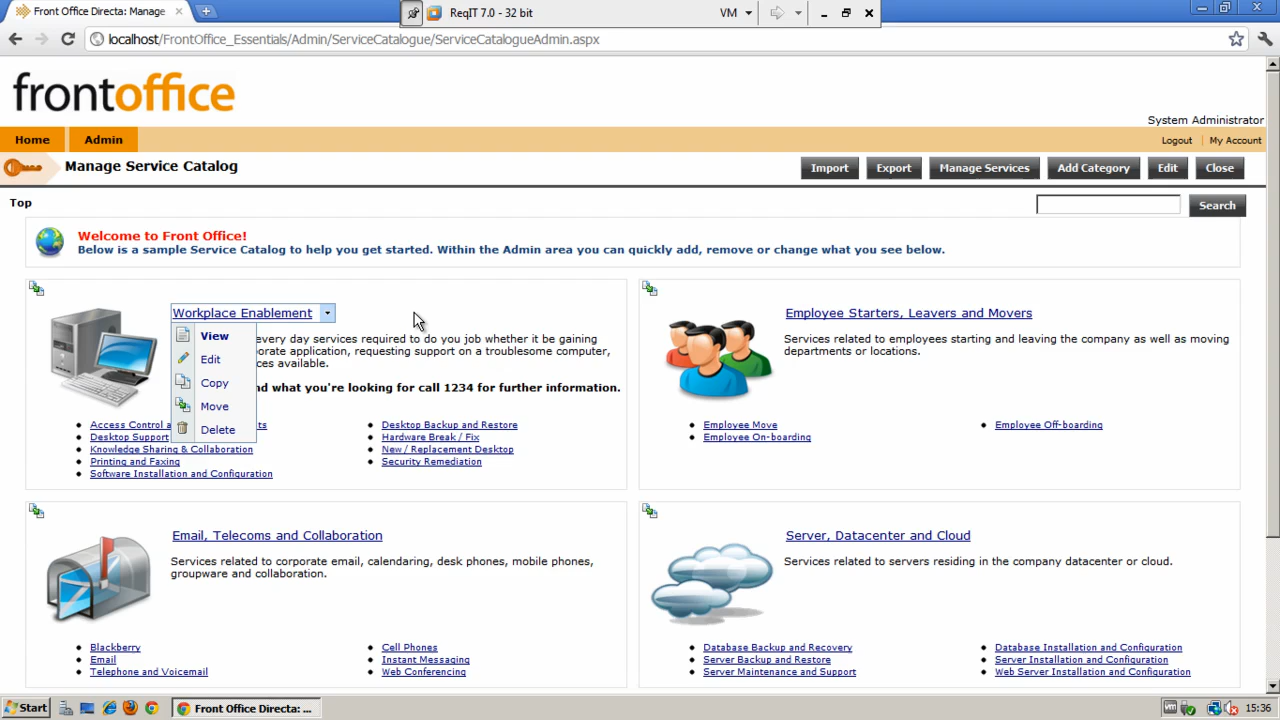 Front Office Directa: Manage
ReqIT 7.0 - 32 bit
VM
localhost/FrontOffice_Essentials/Admin/ServiceCatalogue/ServiceCatalogueAdmin.aspx
frontoffice
System Administrator
Home
Admin
Logout
My Account
Manage Service Catalog
Import
Export
Manage Services
Add Category
Edit
Close
Top
Search
Welcome to Front Office!
Below is a sample Service Catalog to help you get started. Within the Admin area you can quickly add, remove or change what you see below.
Workplace Enablement
View
Edit
Copy
Move
Delete
every day services required to do you job whether it be gaining
orate application, requesting support on a troublesome computer,
ces available.
nd what you're looking for call 1234 for further information.
Access Control a
ts
Desktop Support
Knowledge Sharing & Collaboration
Printing and Faxing
Software Installation and Configuration
Desktop Backup and Restore
Hardware Break / Fix
New / Replacement Desktop
Security Remediation
Employee Starters, Leavers and Movers
Services related to employees starting and leaving the company as well as moving
departments or locations.
Employee Move
Employee On-boarding
Employee Off-boarding
Email, Telecoms and Collaboration
Services related to corporate email, calendaring, desk phones, mobile phones,
groupware and collaboration.
Blackberry
Email
Telephone and Voicemail
Cell Phones
Instant Messaging
Web Conferencing
Server, Datacenter and Cloud
Services related to servers residing in the company datacenter or cloud.
Database Backup and Recovery
Server Backup and Restore
Server Maintenance and Support
Database Installation and Configuration
Server Installation and Configuration
Web Server Installation and Configuration
Start
Front Office Directa: ...
15:36